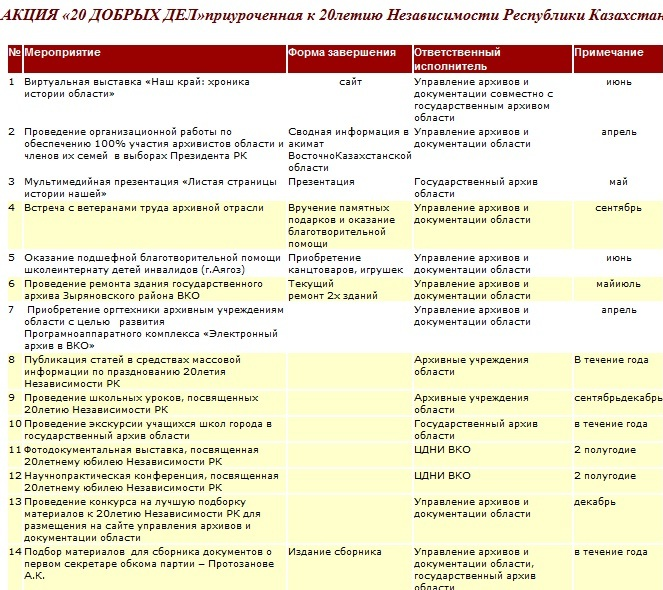 АКЦИЯ «20 ДОБРЫХ ДЕЛ»приуроченная к 20летию Независимости Республики Казахстан
№ Мероприятие Форма завершения Ответственный исполнитель Примечание
1 Виртуальная выставка «Наш край: хроника истории области» сайт Управление архивов и документации совместно с государственным архивом области июнь
2 Проведение организационной работы по обеспечению 100% участия архивистов области и членов их семей в выборах Президента РК Сводная информация в акимат ВосточноКазахстанской области Управление архивов и документации области апрель
3 Мультимедийная презентация «Листая страницы истории нашей» Презентация Государственный архив области май
4 Встреча с ветеранами труда архивной отрасли Вручение памятных подарков и оказание благотворительной помощи Управление архивов и документации области сентябрь
5 Оказание подшефной благотворительной помощи школеинтернату детей инвалидов (г.Аягоз) Приобретение канцтоваров, игрушек Управление архивов и документации области июнь
6 Проведение ремонта здания государственного архива Зыряновского района ВКО Текущий ремонт 2х зданий Управление архивов и документации области майиюль
7 Приобретение оргтехники архивным учреждениям области с целью развития Програмноаппаратного комплекса «Электронный архив в ВКО» Управление архивов и документации области апрель
8 Публикация статей в средствах массовой информации по празднованию 20летия Независимости РК Архивные учреждения области В течение года
9 Проведение школьных уроков, посвященных 20летию Независимости РК Архивные учреждения области сентябрьдекабрь
10 Проведение экскурсии учащихся школ города в государственный архив области Государственный архив области в течение года
11 Фотодокументальная выставка, посвященная 20летнему юбилею Независимости РК ЦДНИ ВКО 2 полугодие
12 Научнопрактическая конференция, посвященная 20летнему юбилею Независимости РК ЦДНИ ВКО 2 полугодие
13 Проведение конкурса на лучшую подборку материалов к 20летию Независимости РК для размещения на сайте управления архивов и документации области Управление архивов и документации области декабрь
14 Подбор материалов для сборника документов о первом секретаре обкома партии – Протозанове А.К. Издание сборника Управление архивов и документации области, государственный архив области в течение года